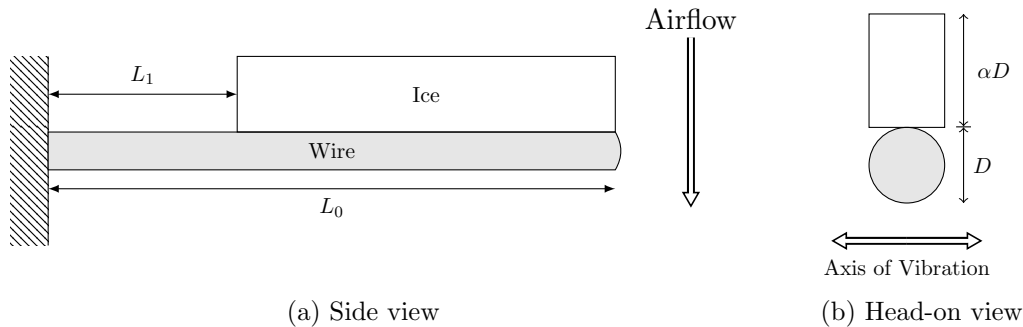 Airflow
L₁
Ice
αD
Wire
D
L₀
Axis of Vibration
(a) Side view
(b) Head-on view